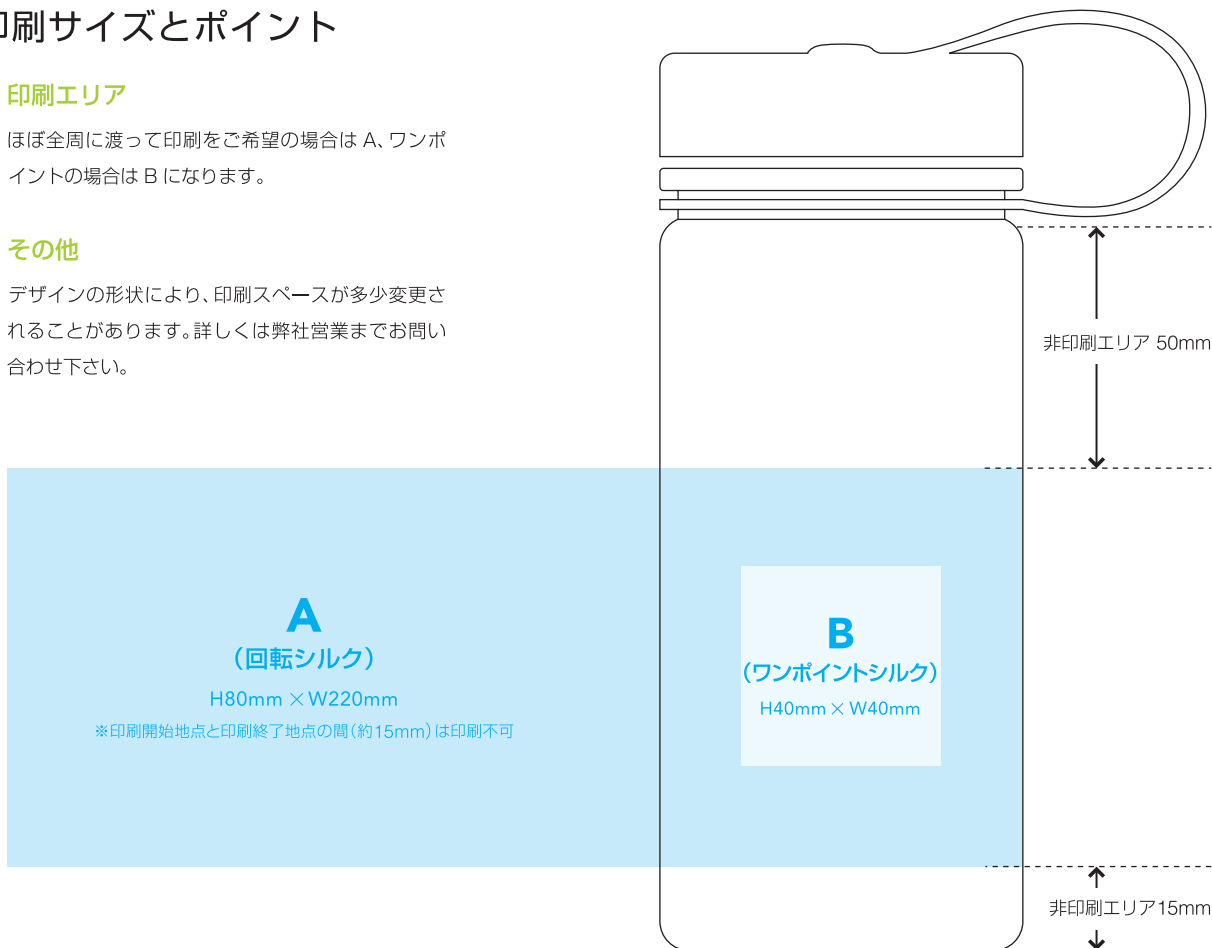 印刷サイズとポイント
印刷エリア
ほぼ全周に渡って印刷をご希望の場合は A、ワンポ
イントの場合は B になります。
その他
デザインの形状により、印刷スペースが多少変更さ
れることがあります。詳しくは弊社営業までお問い
合わせ下さい。
非印刷エリア 50mm
A
(回転シルク)
H80mm ×W220mm
※印刷開始地点と印刷終了地点の間(約15mm)は印刷不可
B
(ワンポイントシルク)
H40mm × W40mm
非印刷エリア15mm